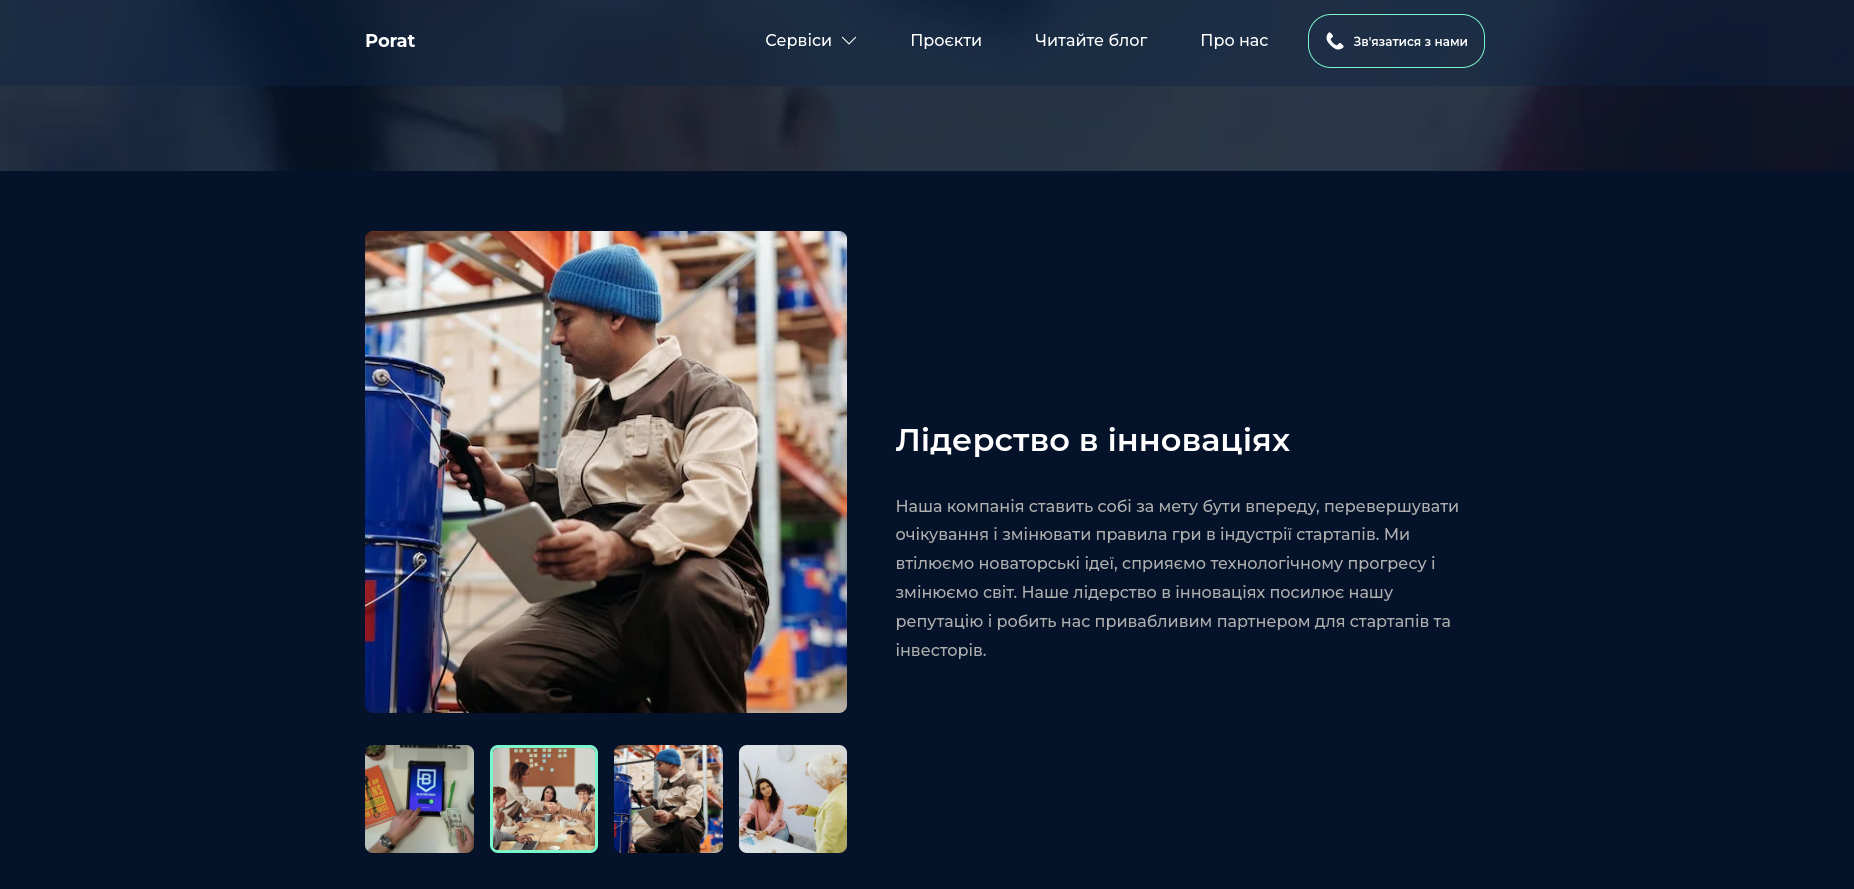 Porat
Сервіси
Проєкти
Читайте блог
Про нас
Зв'язатися з нами
Лідерство в інноваціях
Наша компанія ставить собі за мету бути впереду, перевершувати
очікування і змінювати правила гри в індустрії стартапів. Ми
втілюємо новаторські ідеї, сприяємо технологічному прогресу і
змінюємо світ. Наше лідерство в інноваціях посилює нашу
репутацію і робить нас привабливим партнером для стартапів та
інвесторів.